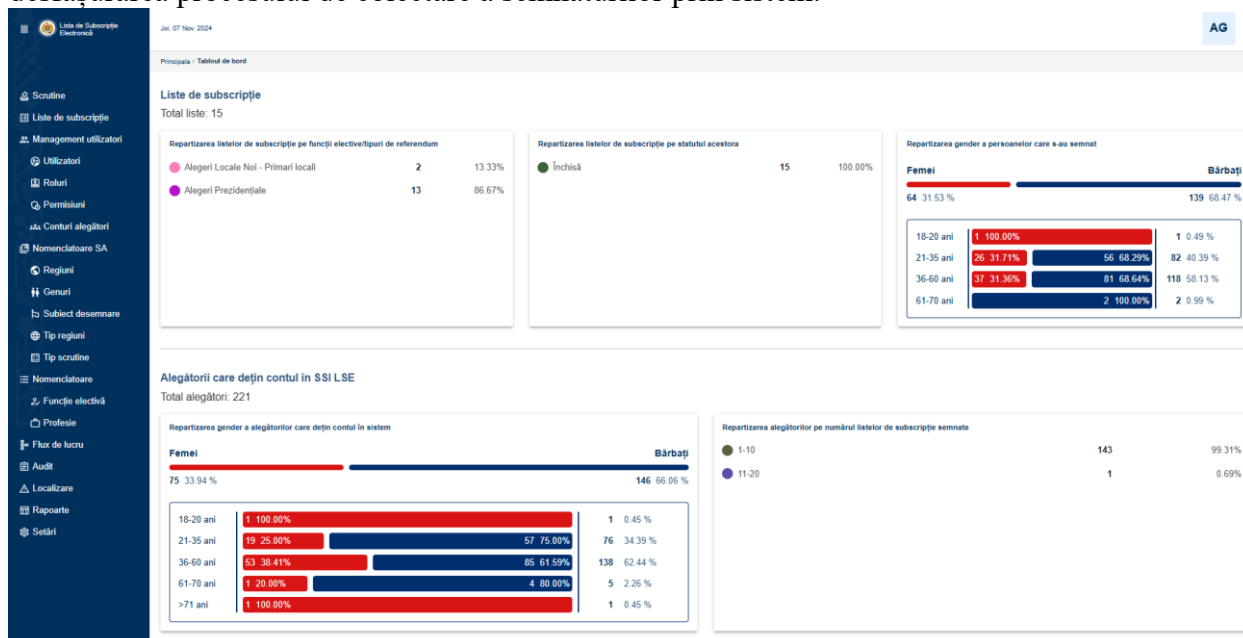 desfășurarea procesului de colectare a semnăturilor prin sistem.
Lista de Subscripție
Electronică
Joi, 07 Nov. 2024
AG
Principala / Tabloul de bord
Scrutine
Liste de subscripție
Management utilizatori
Utilizatori
Roluri
Permisiuni
Conturi alegători
Nomenclatoare SA
Regiuni
Genuri
Subiect desemnare
Tip regiuni
Tip scrutine
Nomenclatoare
Funcție electivă
Profesie
Flux de lucru
Audit
Localizare
Rapoarte
Setări
Liste de subscripție
Total liste: 15
Repartizarea listelor de subscripție pe funcții elective/tipuri de referendum
Alegeri Locale Noi - Primari locali 2 13.33%
Alegeri Prezidențiale 13 86.67%
Repartizarea listelor de subscripție pe statutul acestora
Închisă 15 100.00%
Repartizarea gender a persoanelor care s-au semnat
Femei Bărbați
64 31.53 % 139 68.47 %
18-20 ani 1 100.00% 1 0.49 %
21-35 ani 26 31.71% 56 68.29% 82 40.39 %
36-60 ani 37 31.36% 81 68.64% 118 58.13 %
61-70 ani 2 100.00% 2 0.99 %
Alegătorii care dețin contul în SSI LSE
Total alegători: 221
Repartizarea gender a alegătorilor care dețin contul în sistem
Femei Bărbați
75 33.94 % 146 66.06 %
18-20 ani 1 100.00% 1 0.45 %
21-35 ani 19 25.00% 57 75.00% 76 34.39 %
36-60 ani 53 38.41% 85 61.59% 138 62.44 %
61-70 ani 1 20.00% 4 80.00% 5 2.26 %
>71 ani 1 100.00% 1 0.45 %
Repartizarea alegătorilor pe numărul listelor de subscripție semnate
1-10 143 99.31%
11-20 1 0.69%